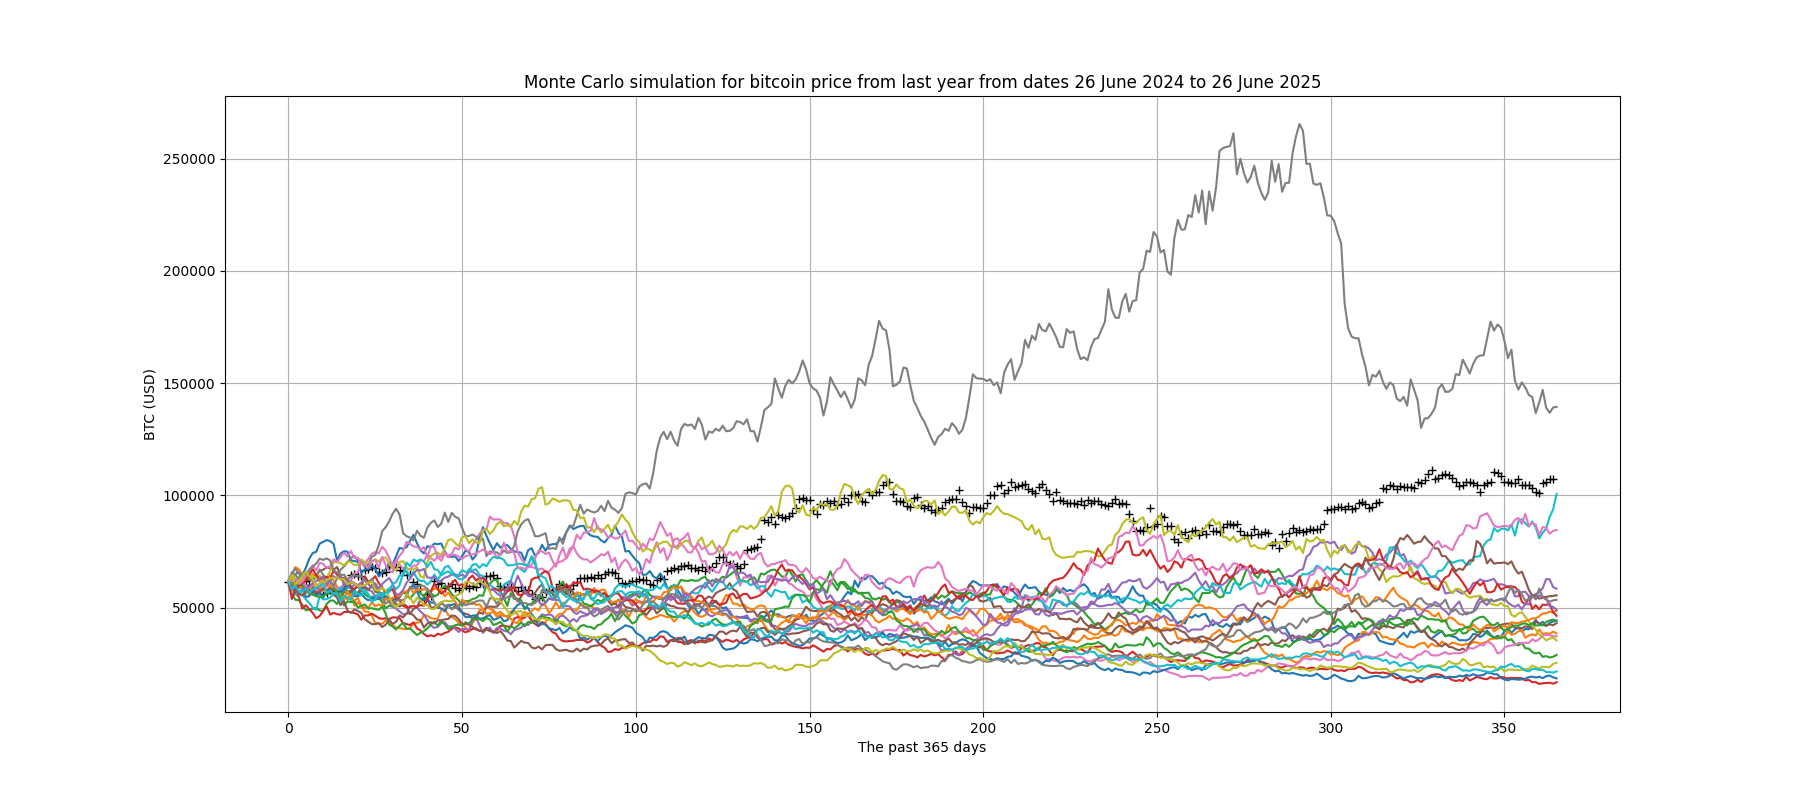 Monte Carlo simulation for bitcoin price from last year from dates 26 June 2024 to 26 June 2025
250000
200000
150000
100000
50000
BTC (USD)
0 50 100 150 200 250 300 350
The past 365 days